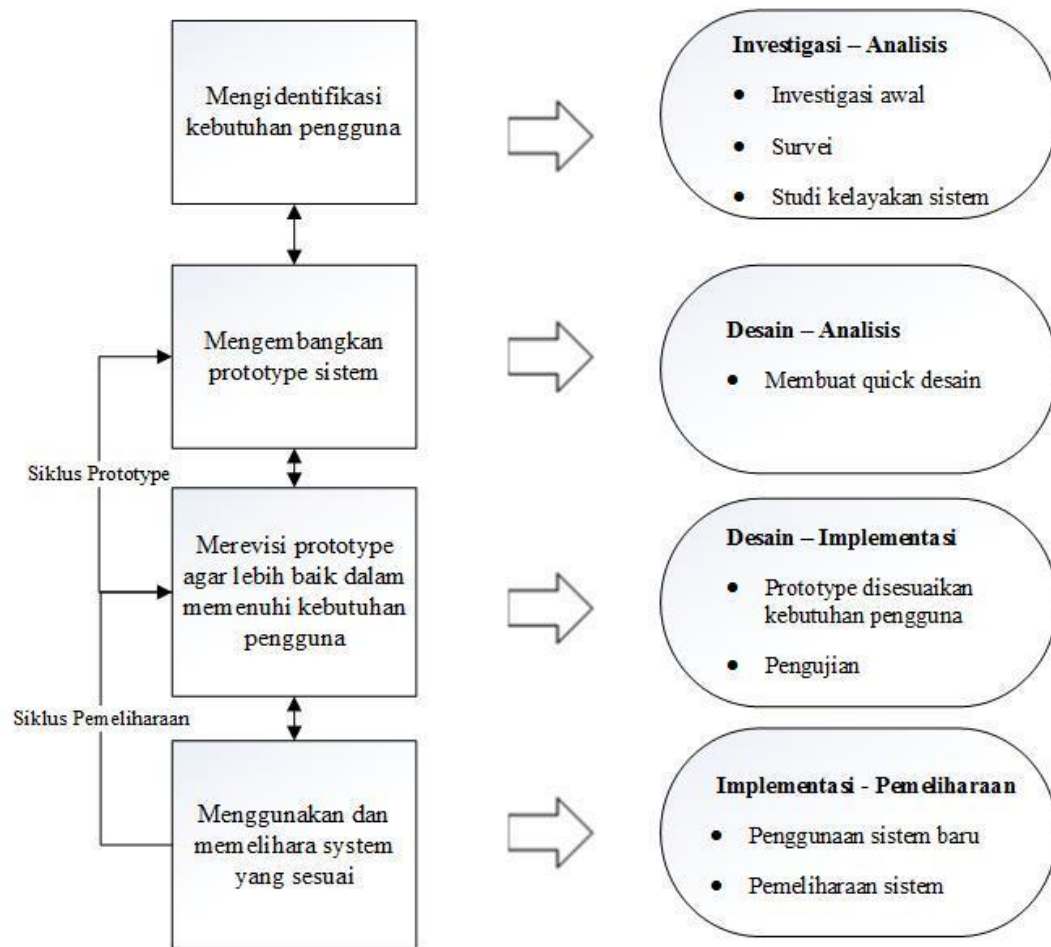 Mengidentifikasi
kebutuhan pengguna
Investigasi – Analisis
• Investigasi awal
• Survei
• Studi kelayakan sistem
Mengembangkan
prototype sistem
Desain – Analisis
• Membuat quick desain
Siklus Prototype
Merevisi prototype
agar lebih baik dalam
memenuhi kebutuhan
pengguna
Desain – Implementasi
• Prototype disesuaikan
kebutuhan pengguna
• Pengujian
Siklus Pemeliharaan
Menggunakan dan
memelihara system
yang sesuai
Implementasi - Pemeliharaan
• Penggunaan sistem baru
• Pemeliharaan sistem